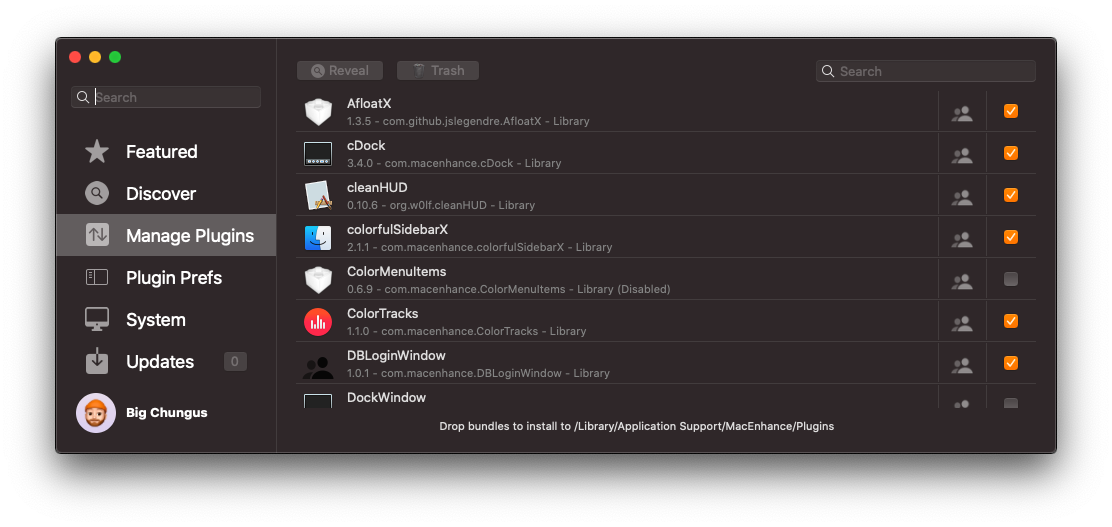 Search
Featured
Discover
Manage Plugins
Plugin Prefs
System
Updates 0
Big Chungus
Reveal Trash Search
AfloatX
1.3.5 - com.github.jslegendre.AfloatX - Library
cDock
3.4.0 - com.macenhance.cDock - Library
cleanHUD
0.10.6 - org.w0lf.cleanHUD - Library
colorfulSidebarX
2.1.1 - com.macenhance.colorfulSidebarX - Library
ColorMenuItems
0.6.9 - com.macenhance.ColorMenuItems - Library (Disabled)
ColorTracks
1.1.0 - com.macenhance.ColorTracks - Library
DBLoginWindow
1.0.1 - com.macenhance.DBLoginWindow - Library
DockWindow
Drop bundles to install to /Library/Application Support/MacEnhance/Plugins